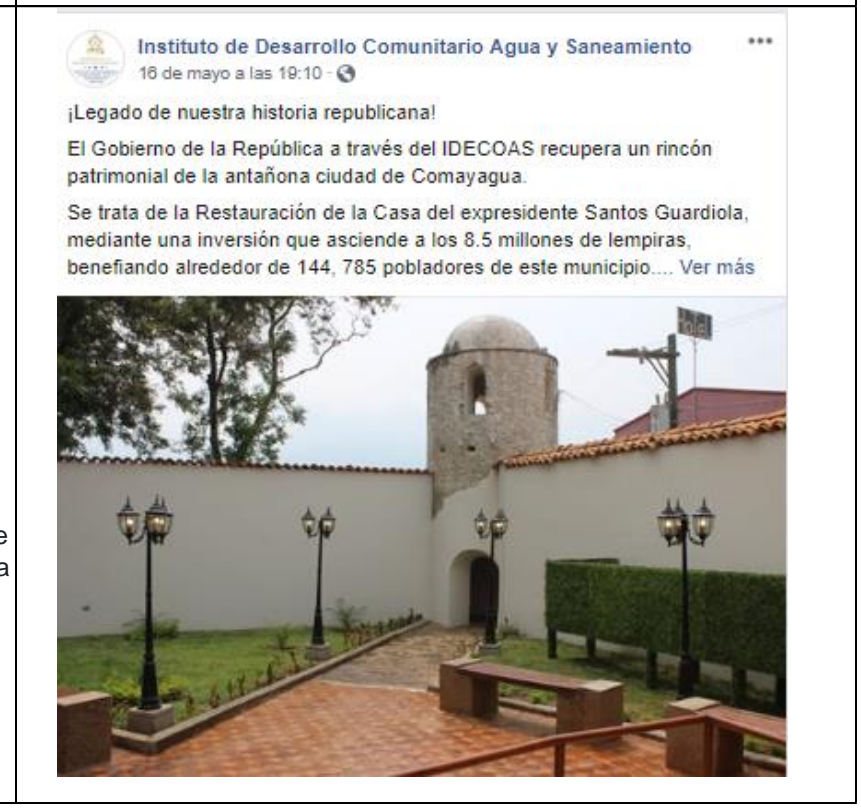 Instituto de Desarrollo Comunitario Agua y Saneamiento
16 de mayo a las 19:10 ·
¡Legado de nuestra historia republicana!
El Gobierno de la República a través del IDECOAS recupera un rincón
patrimonial de la antañona ciudad de Comayagua.
Se trata de la Restauración de la Casa del expresidente Santos Guardiola,
mediante una inversión que asciende a los 8.5 millones de lempiras,
benefiando alrededor de 144, 785 pobladores de este municipio.... Ver más
Hotel
e
a